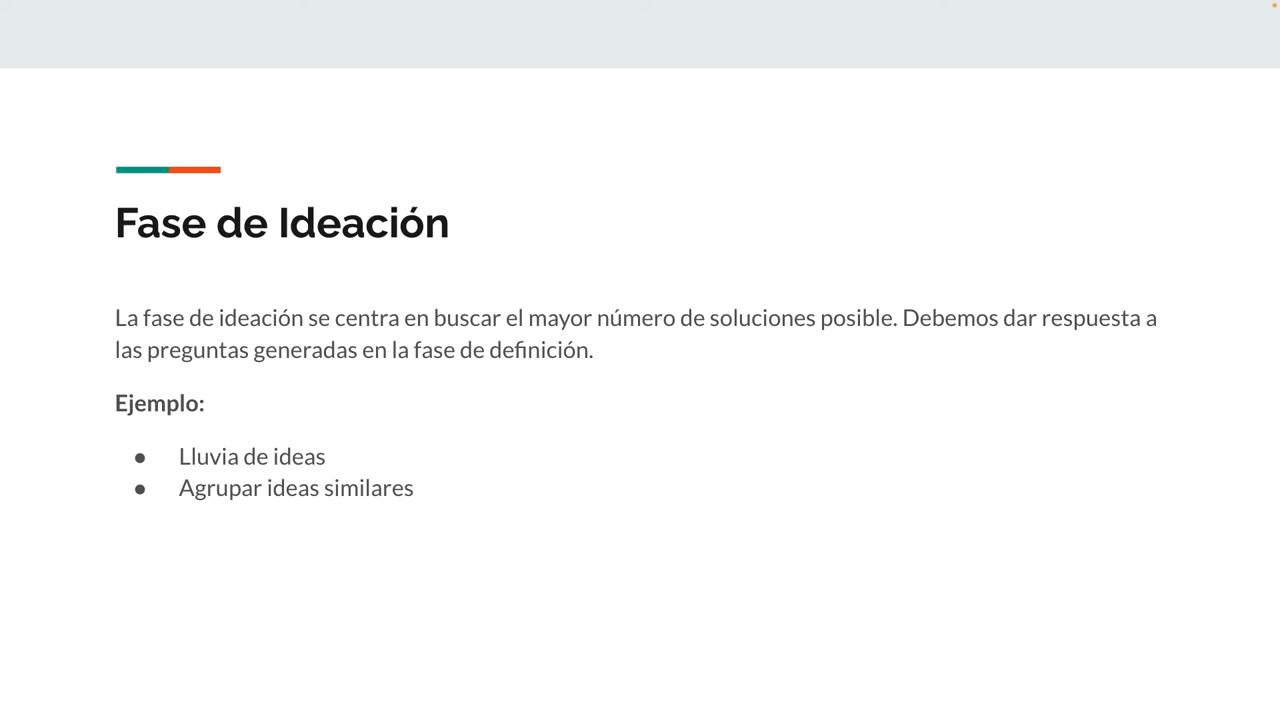 Fase de Ideación
La fase de ideación se centra en buscar el mayor número de soluciones posible. Debemos dar respuesta a
las preguntas generadas en la fase de definición.
Ejemplo:
● Lluvia de ideas
● Agrupar ideas similares